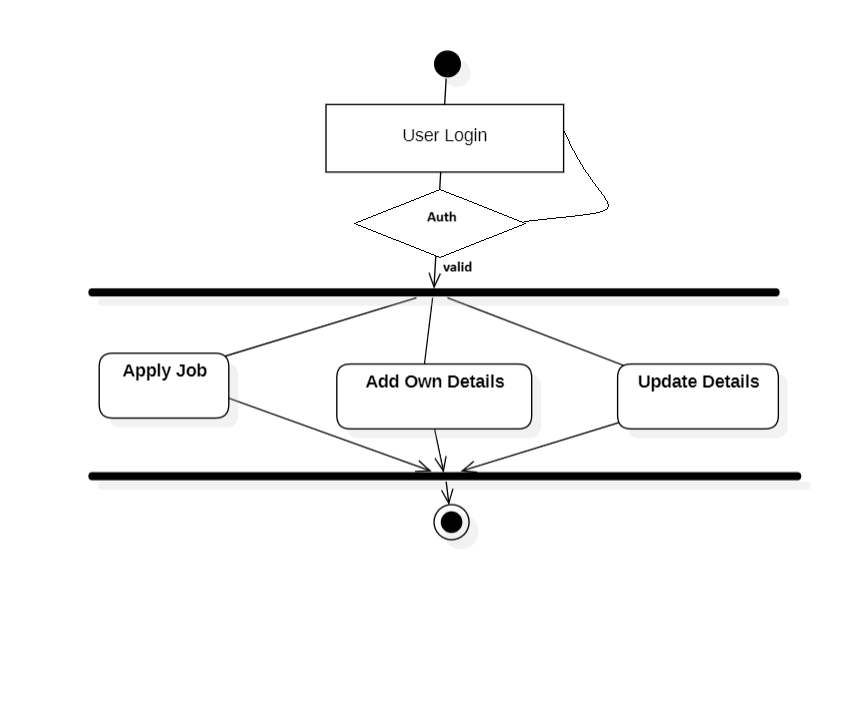 User Login
Auth
valid
Apply Job
Add Own Details
Update Details